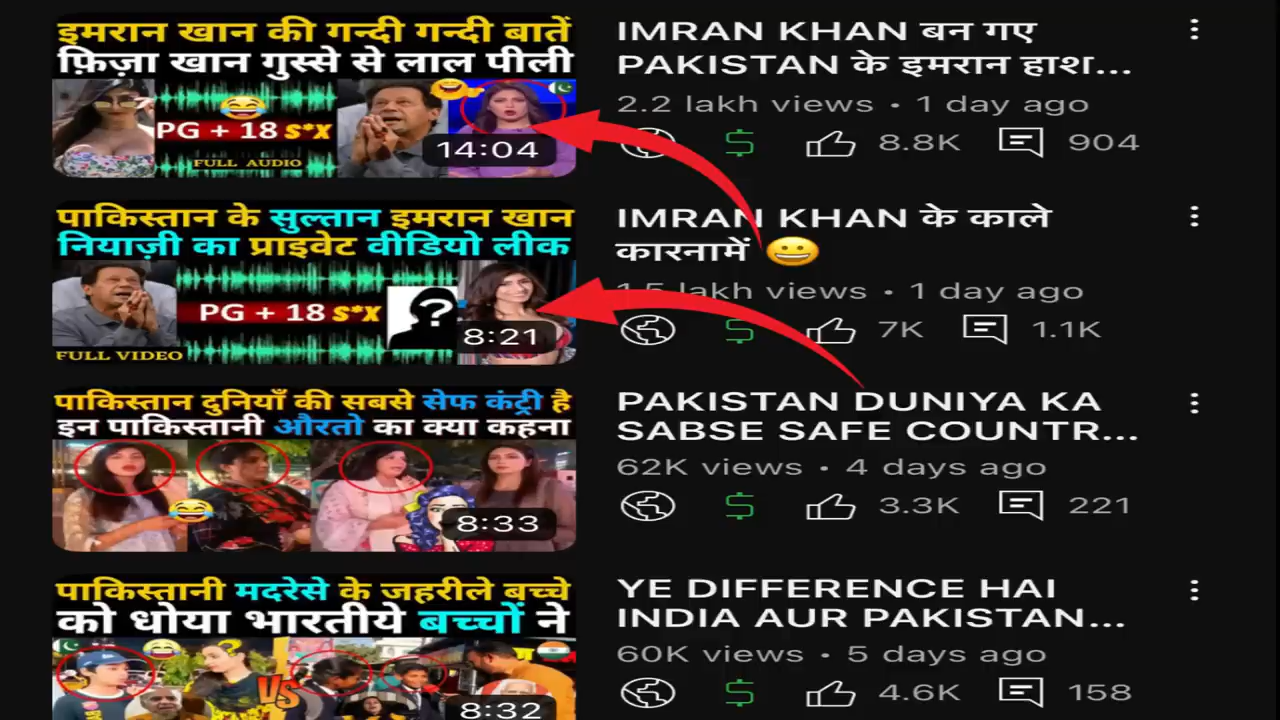 इमरान खान की गन्दी गन्दी बातें
फ़िज़ा खान गुस्से से लाल पीली
PG + 18 S*X
FULL AUDIO
14:04
IMRAN KHAN बन गए
PAKISTAN के इमरान हाश...
2.2 lakh views • 1 day ago
8.8K
904
पाकिस्तान के सुल्तान इमरान खान
नियाज़ी का प्राइवेट वीडियो लीक
PG + 18 S*X
?
FULL VIDEO
8:21
IMRAN KHAN के काले
कारनामें 😀
1.5 lakh views • 1 day ago
7K
1.1K
पाकिस्तान दुनियाँ की सबसे सेफ कंट्री है
इन पाकिस्तानी औरतो का क्या कहना
8:33
PAKISTAN DUNIYA KA
SABSE SAFE COUNTR...
62K views • 4 days ago
3.3K
221
पाकिस्तानी मदरेसे के जहरीले बच्चे
को धोया भारतीये बच्चों ने
?
VS
8:32
YE DIFFERENCE HAI
INDIA AUR PAKISTAN...
60K views • 5 days ago
4.6K
158